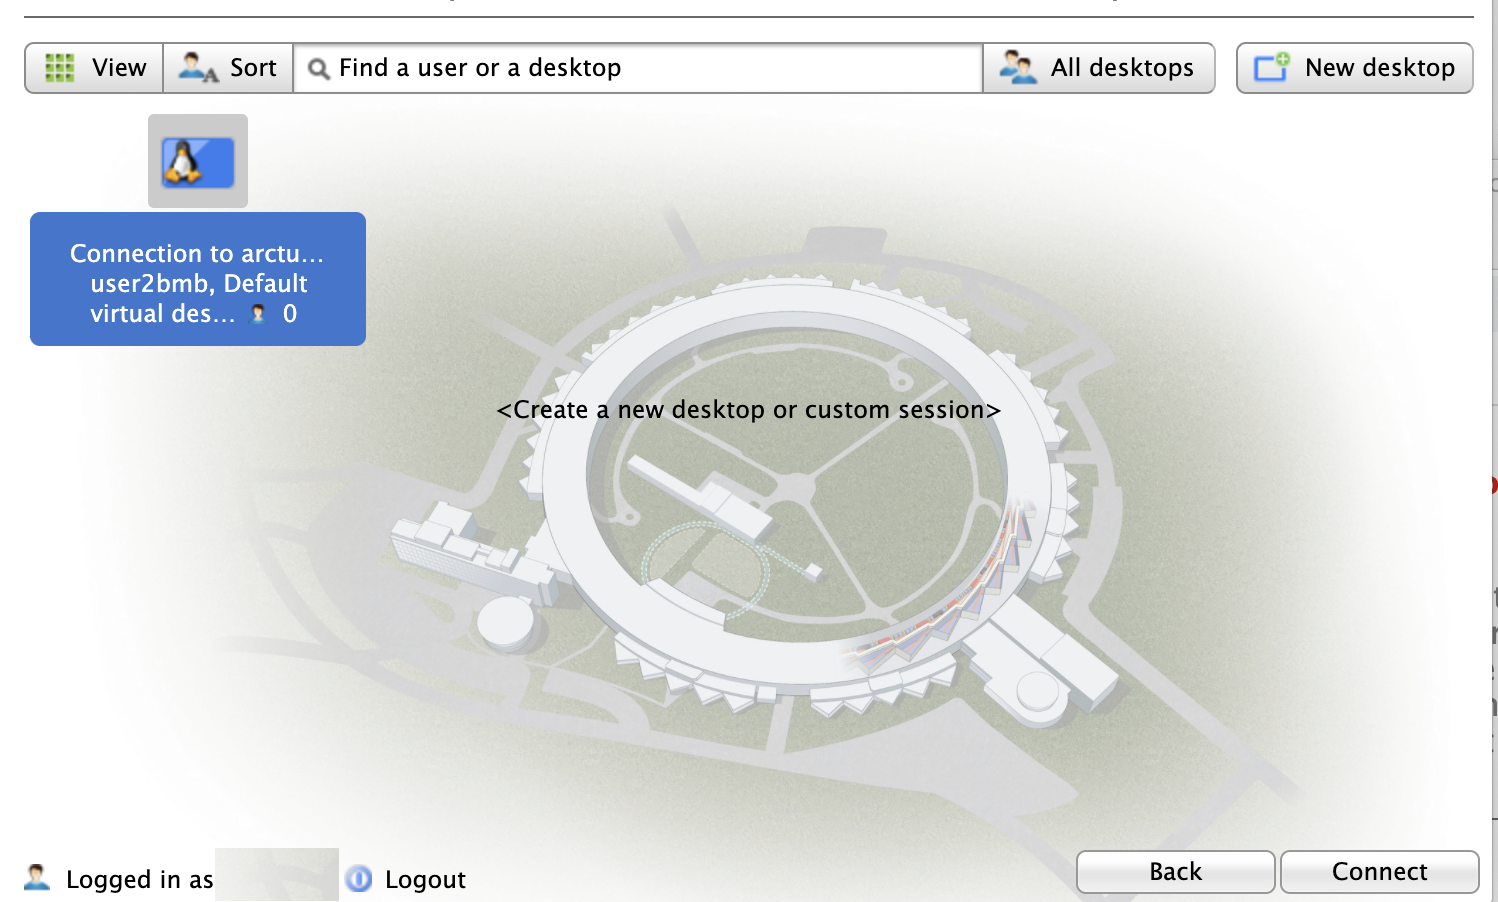 View
Sort
Find a user or a desktop
All desktops
New desktop
Connection to arctu...
user2bmb, Default
virtual des... 0
<Create a new desktop or custom session>
Logged in as
Logout
Back
Connect